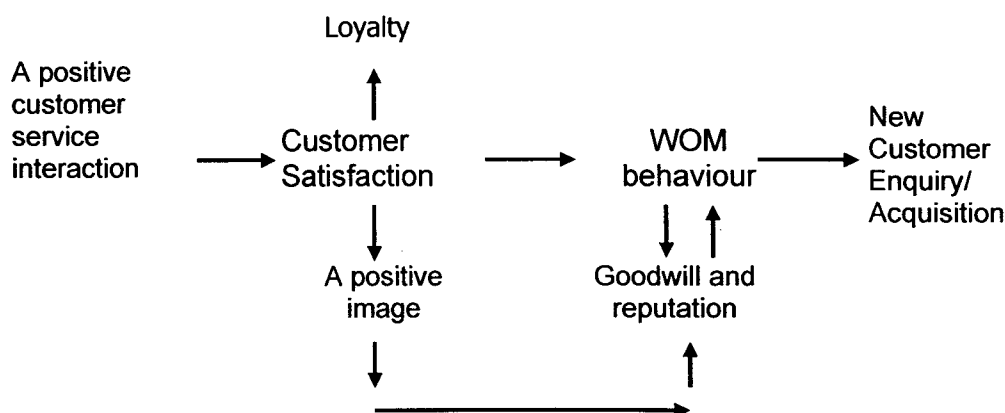 Loyalty
A positive
customer
service
interaction
Customer
Satisfaction
WOM
behaviour
New
Customer
Enquiry/
Acquisition
A positive
image
Goodwill and
reputation